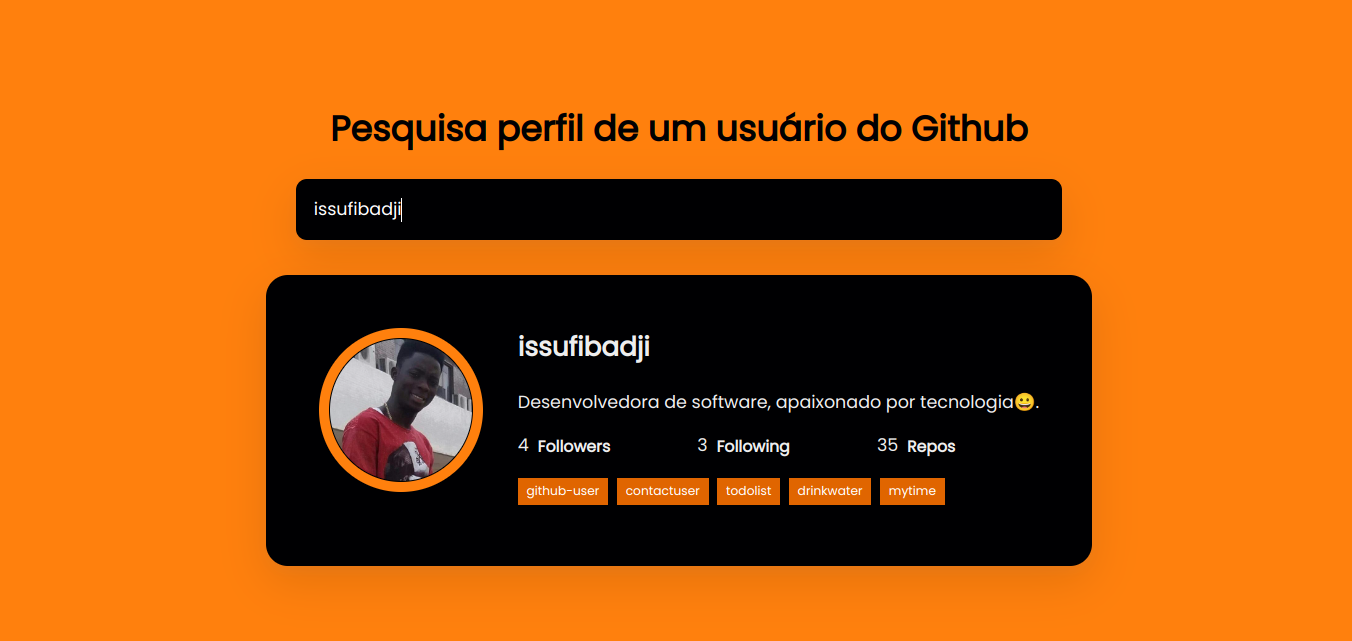 Pesquisa perfil de um usuário do Github
issufibadji
issufibadji
Desenvolvedora de software, apaixonado por tecnologia😀.
4 Followers 3 Following 35 Repos
github-user contactuser todolist drinkwater mytime